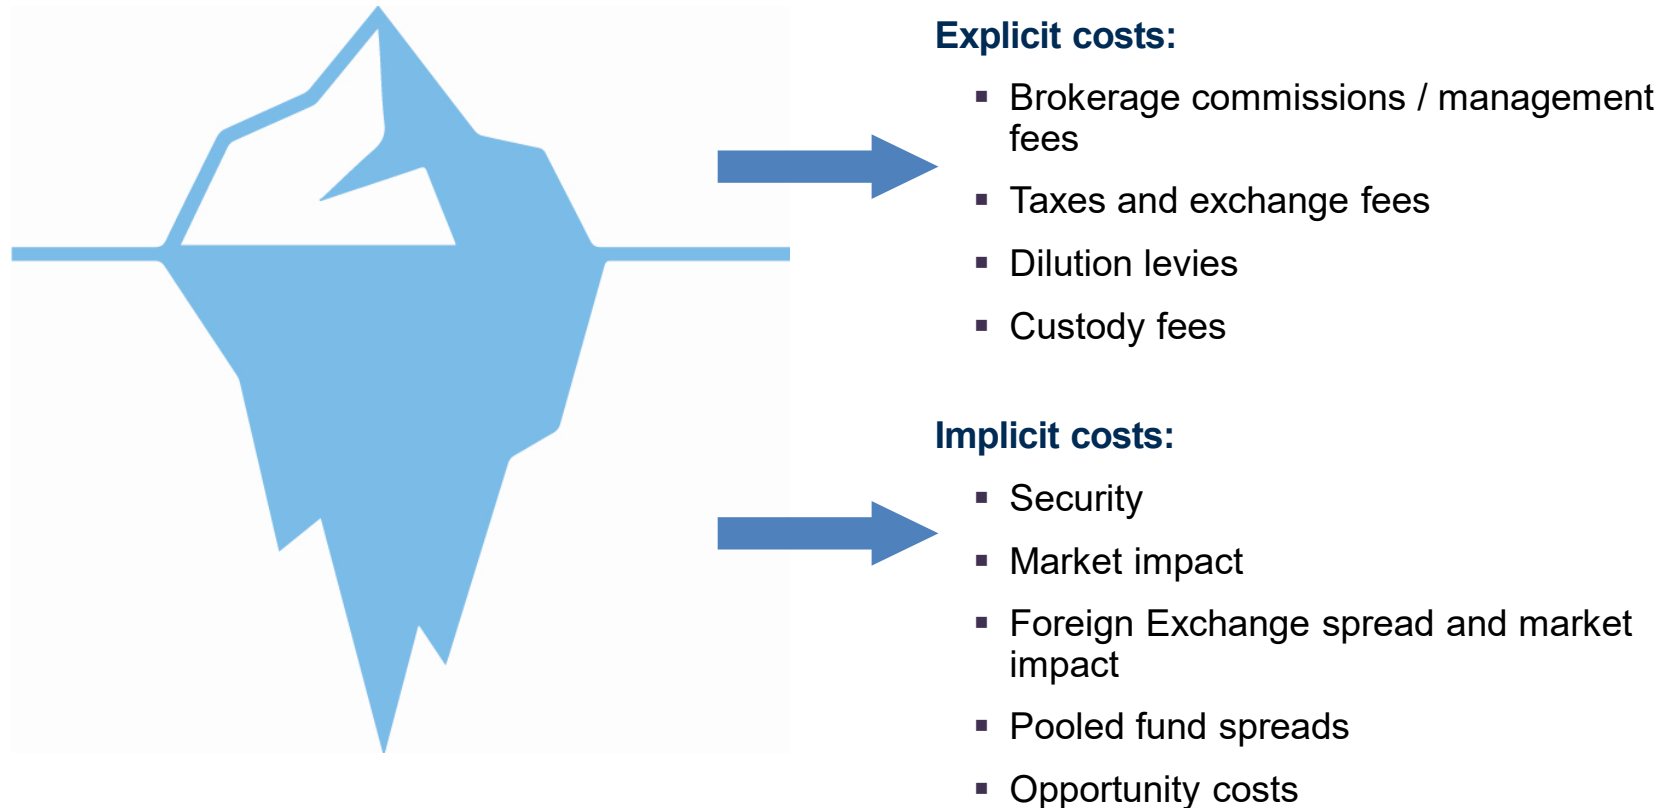 Explicit costs:
▪ Brokerage commissions / management
fees
▪ Taxes and exchange fees
▪ Dilution levies
▪ Custody fees
Implicit costs:
▪ Security
▪ Market impact
▪ Foreign Exchange spread and market
impact
▪ Pooled fund spreads
▪ Opportunity costs